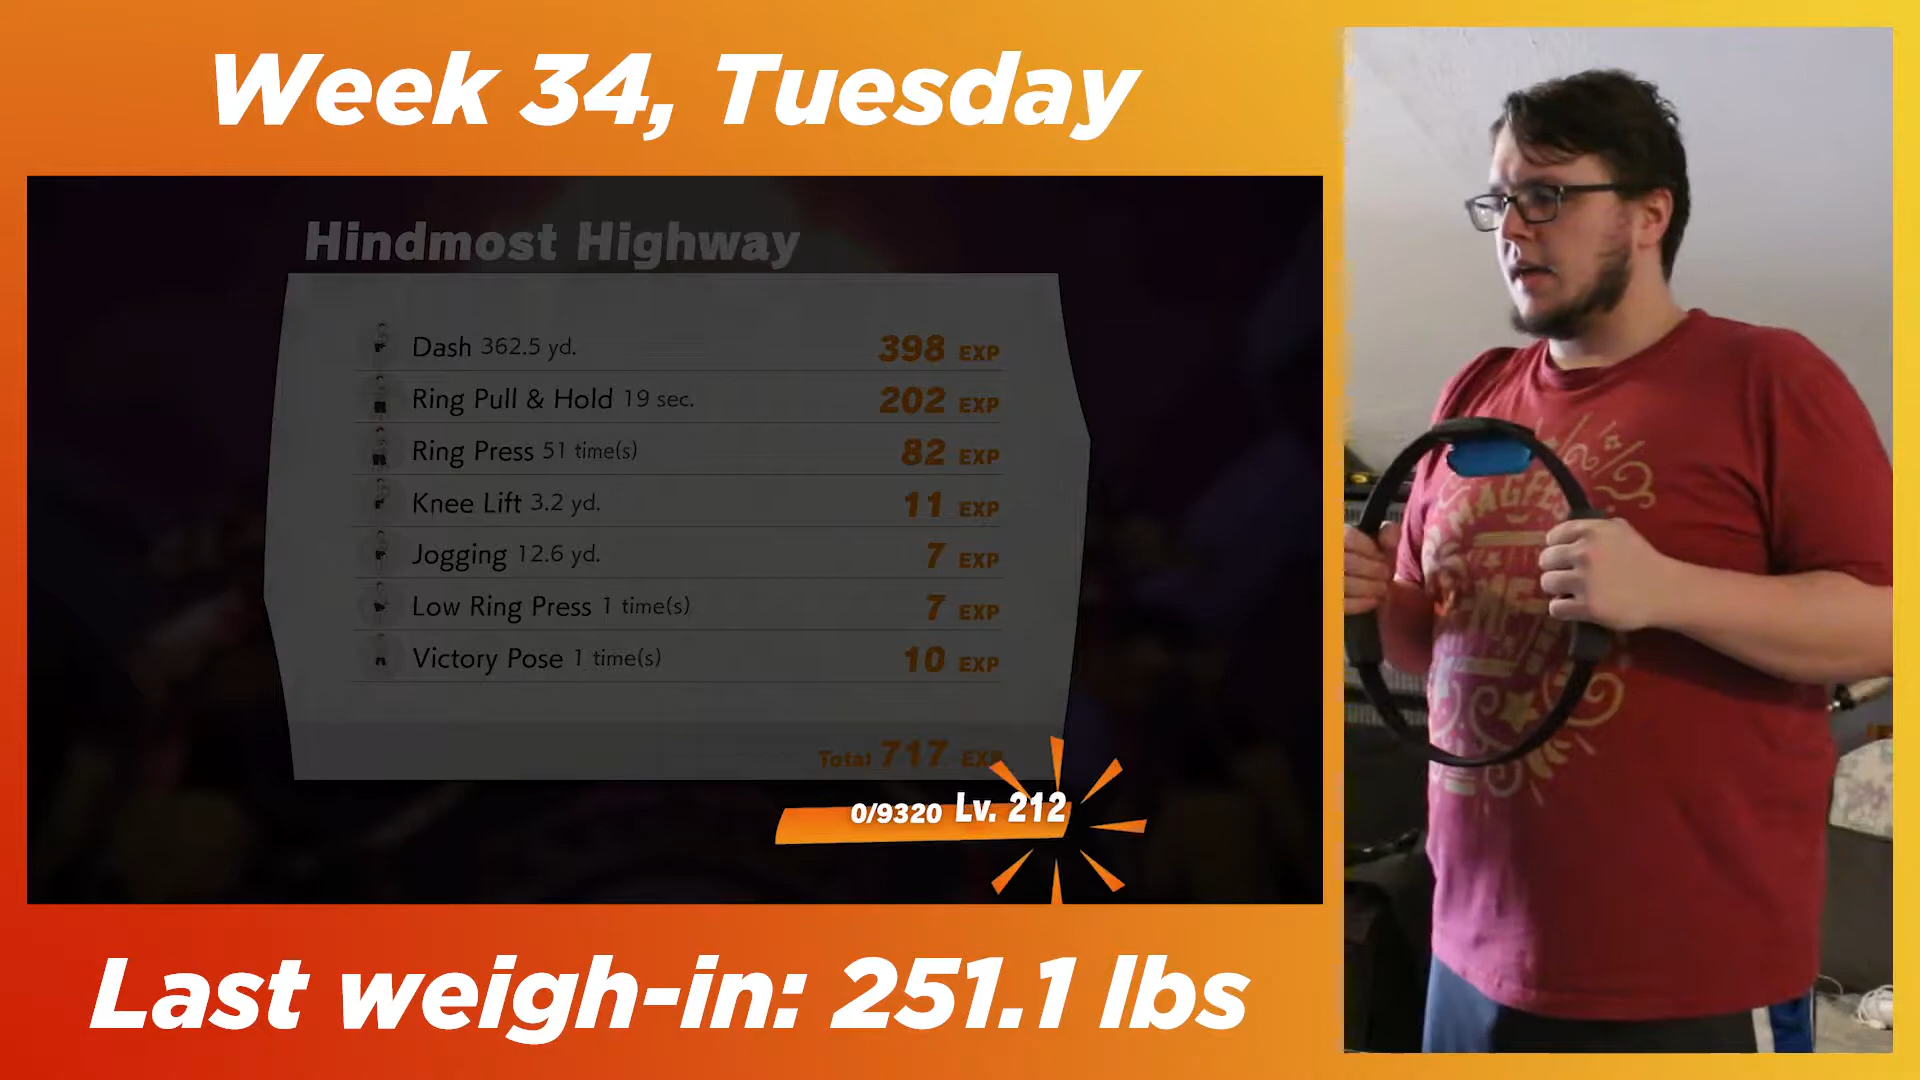 Week 34, Tuesday
Hindmost Highway
Dash 362.5 yd. 398 EXP
Ring Pull & Hold 19 sec. 202 EXP
Ring Press 51 time(s) 82 EXP
Knee Lift 3.2 yd. 11 EXP
Jogging 12.6 yd. 7 EXP
Low Ring Press 1 time(s) 7 EXP
Victory Pose 1 time(s) 10 EXP
Total 717 EXP
0/9320 Lv. 212
Last weigh-in: 251.1 lbs
MAGFES